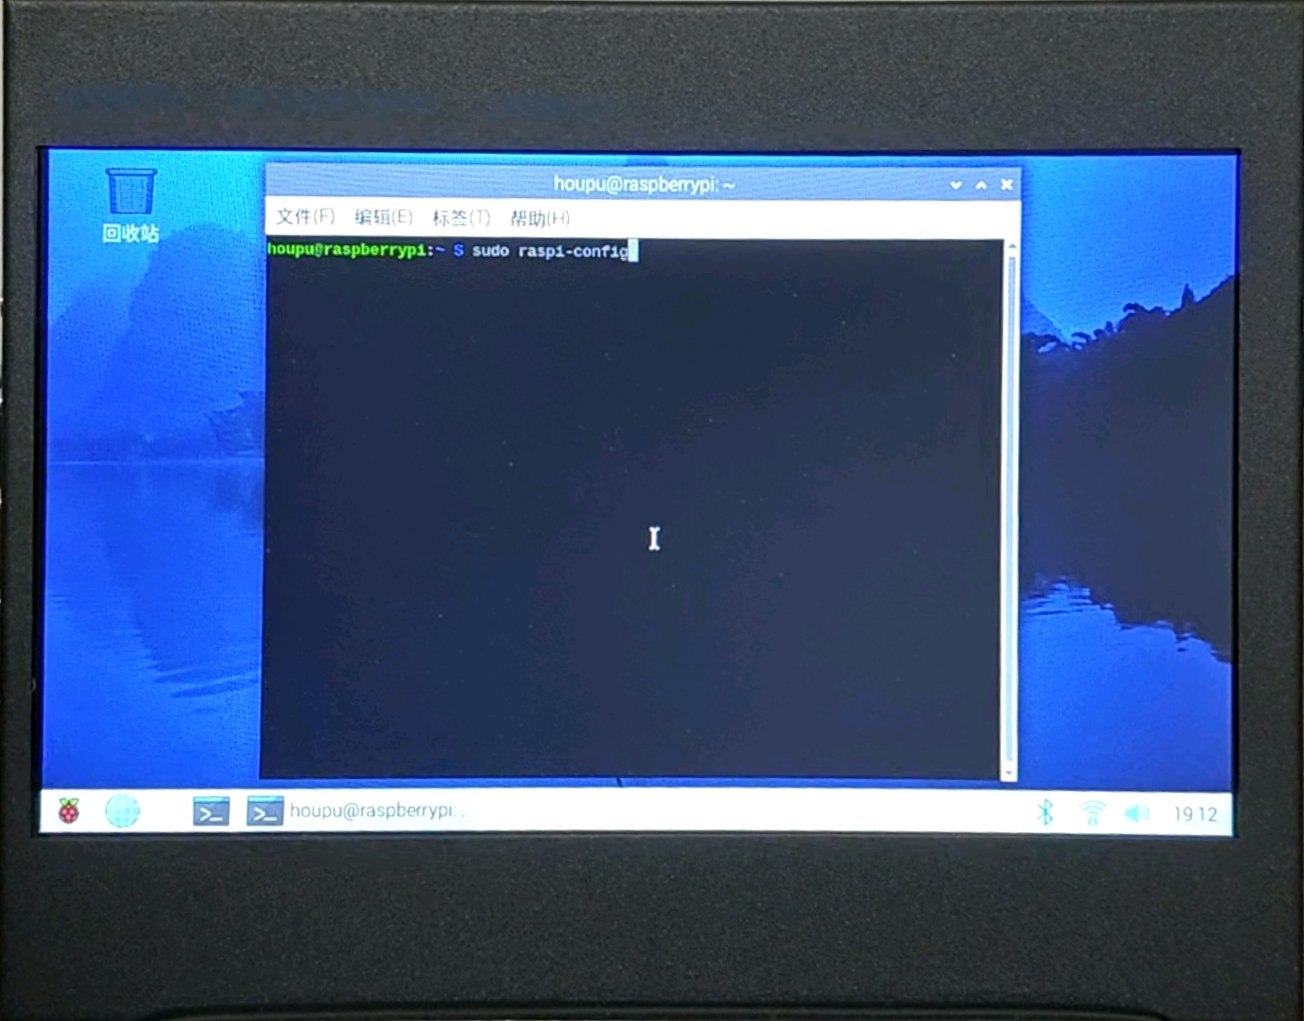 houpu@raspberrypi: ~
文件(F) 编辑(E) 标签(T) 帮助(H)
houpu@raspberrypi:~ $ sudo raspi-config
回收站
houpu@raspberrypi:
19:12